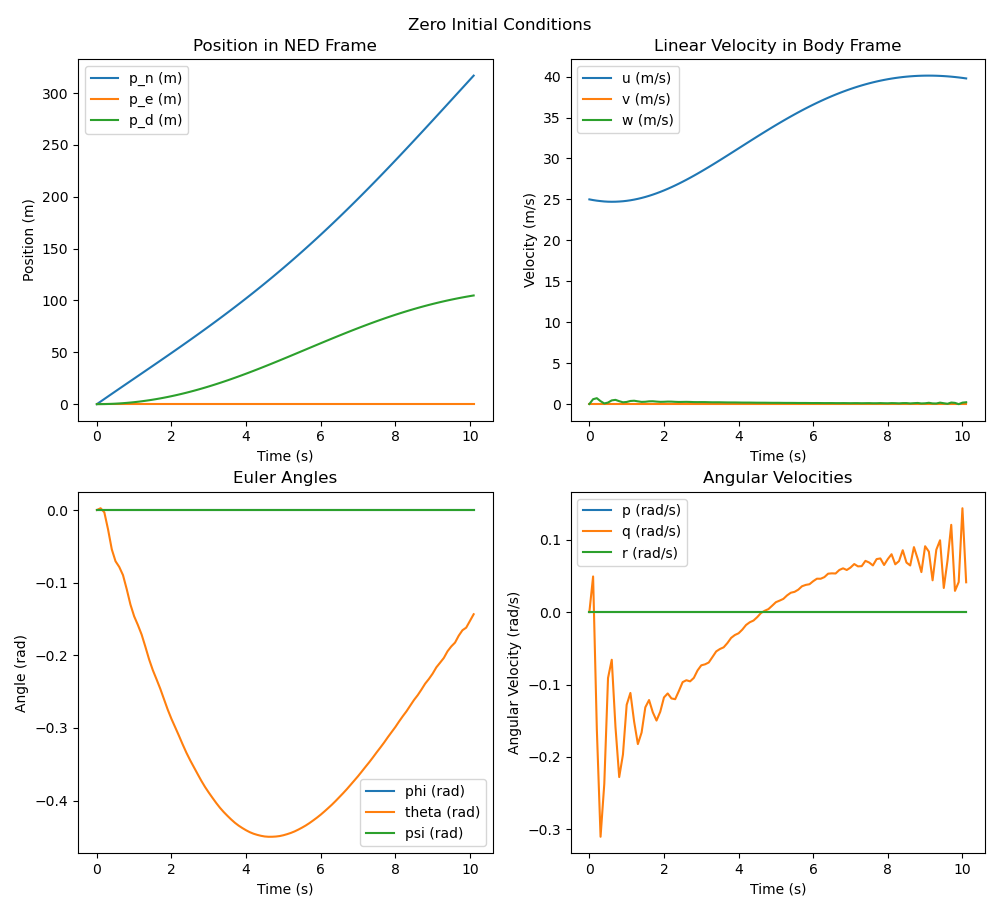 Zero Initial Conditions
Position in NED Frame
p_n (m)
p_e (m)
p_d (m)
Position (m)
300
250
200
150
100
50
0
0 2 4 6 8 10
Time (s)
Linear Velocity in Body Frame
u (m/s)
v (m/s)
w (m/s)
Velocity (m/s)
40
35
30
25
20
15
10
5
0
0 2 4 6 8 10
Time (s)
Euler Angles
Angle (rad)
0.0
−0.1
−0.2
−0.3
−0.4
phi (rad)
theta (rad)
psi (rad)
0 2 4 6 8 10
Time (s)
Angular Velocities
p (rad/s)
q (rad/s)
r (rad/s)
Angular Velocity (rad/s)
0.1
0.0
−0.1
−0.2
−0.3
0 2 4 6 8 10
Time (s)